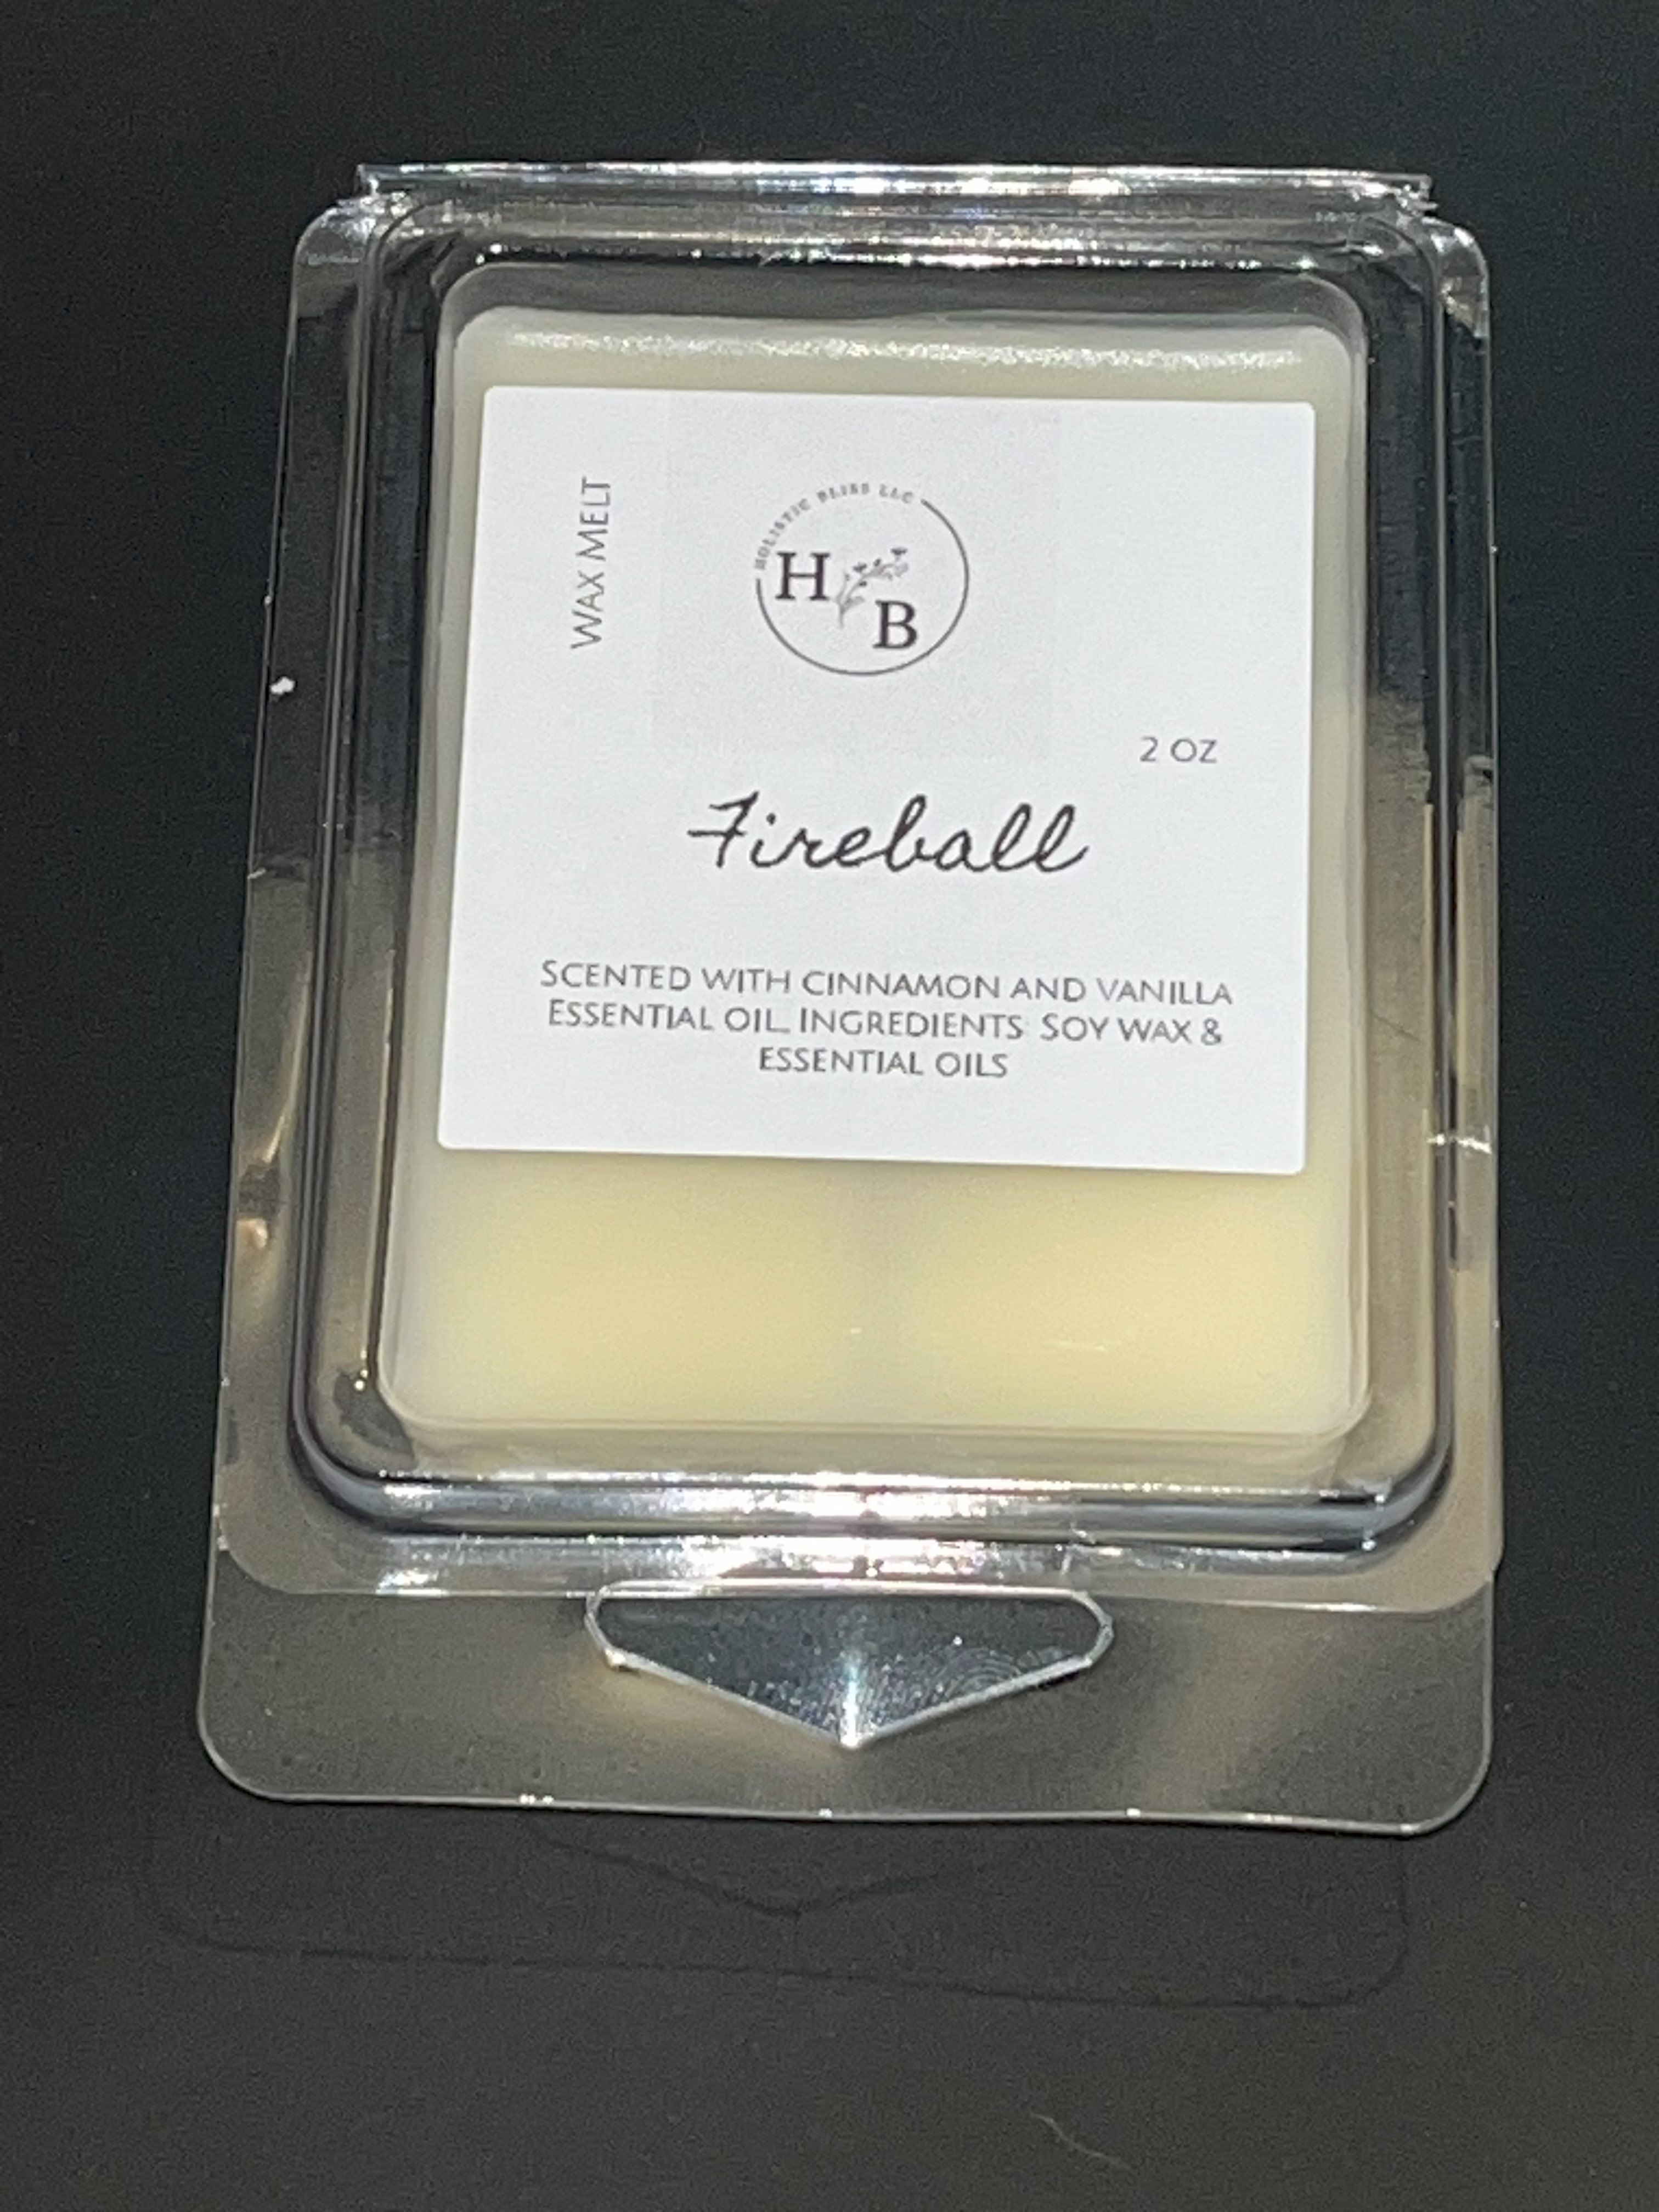 WAX MELT
HOLISTIC BLISS LLC
H B
2 OZ
Fireball
SCENTED WITH CINNAMON AND VANILLA
ESSENTIAL OIL. INGREDIENTS: SOY WAX &
ESSENTIAL OILS